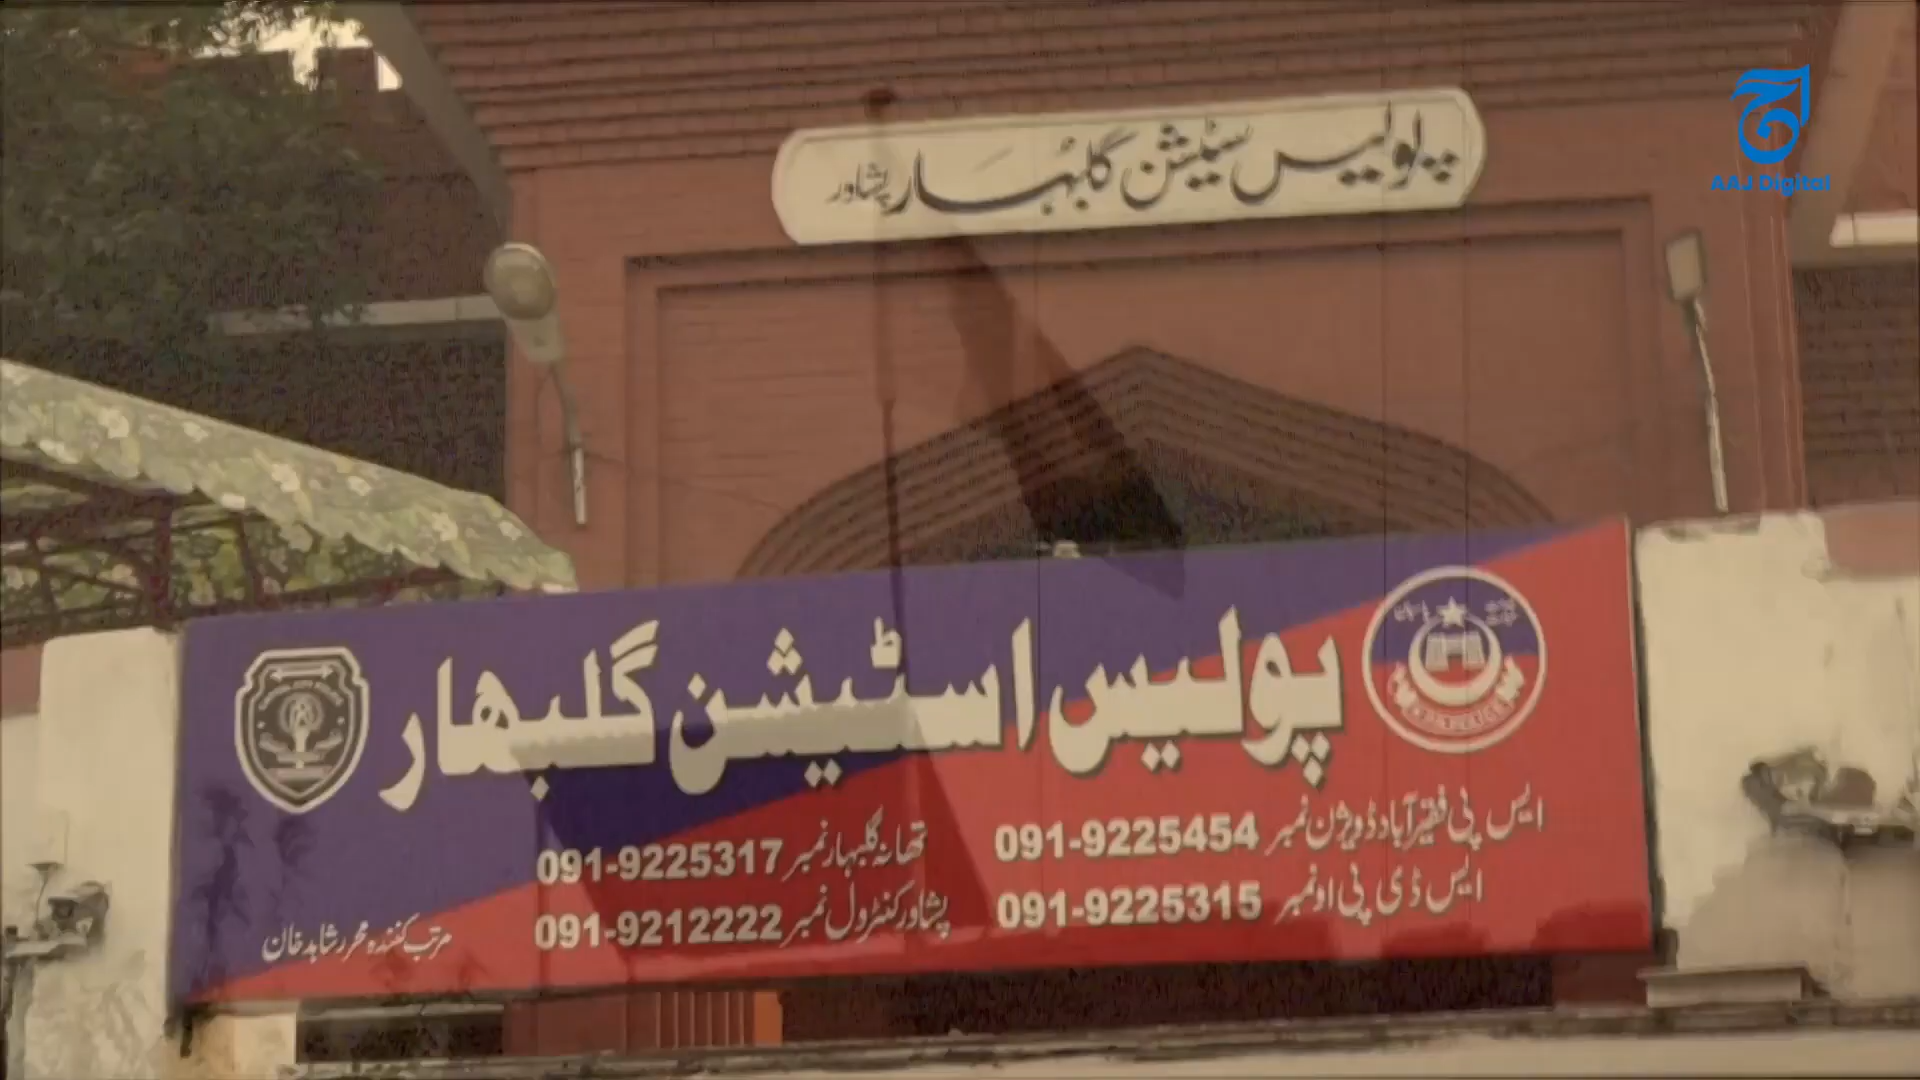 AAJ Digital
پولیس سٹیشن گلبہار پشاور
پولیس اسٹیشن گلبہار
ایس پی فقیرآباد ڈویژن نمبر 091-9225454
ایس ڈی پی او نمبر 091-9225315
تھانہ گلبہار نمبر 091-9225317
پشاور کنٹرول نمبر 091-9212222
مرتب کنندہ محرر شاہد خان